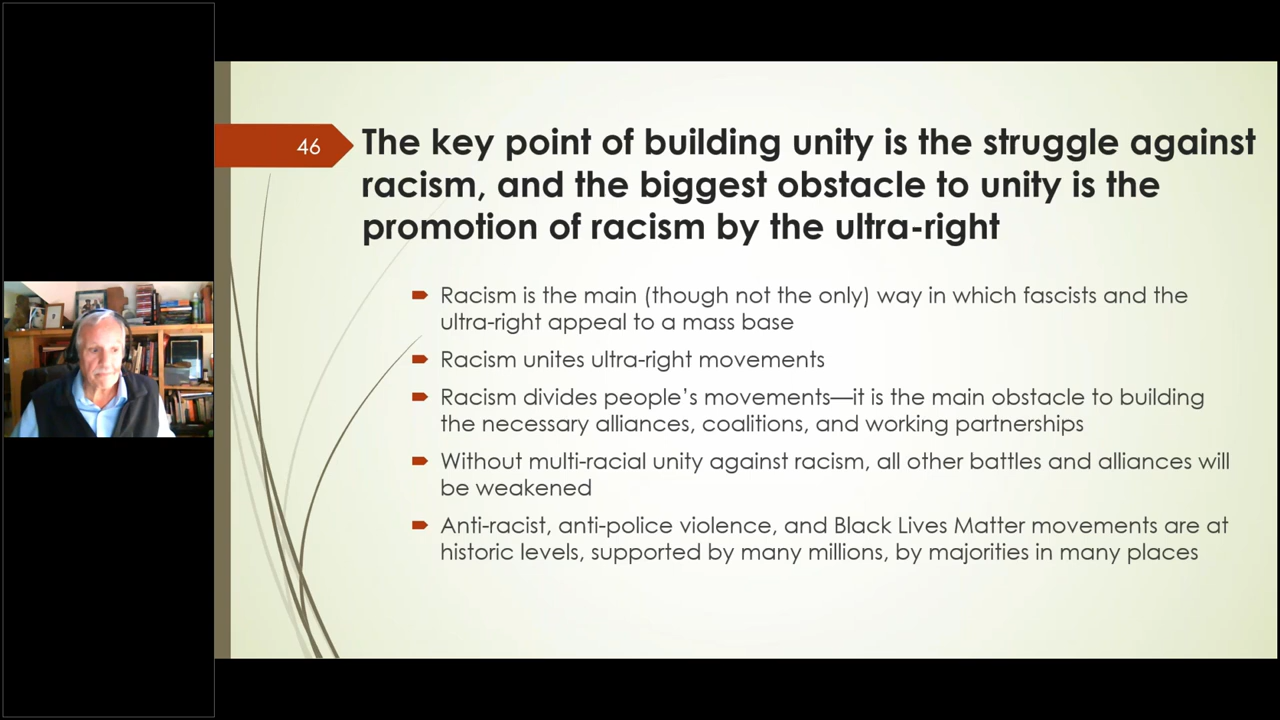 46
The key point of building unity is the struggle against
racism, and the biggest obstacle to unity is the
promotion of racism by the ultra-right
Racism is the main (though not the only) way in which fascists and the
ultra-right appeal to a mass base
Racism unites ultra-right movements
Racism divides people’s movements—it is the main obstacle to building
the necessary alliances, coalitions, and working partnerships
Without multi-racial unity against racism, all other battles and alliances will
be weakened
Anti-racist, anti-police violence, and Black Lives Matter movements are at
historic levels, supported by many millions, by majorities in many places